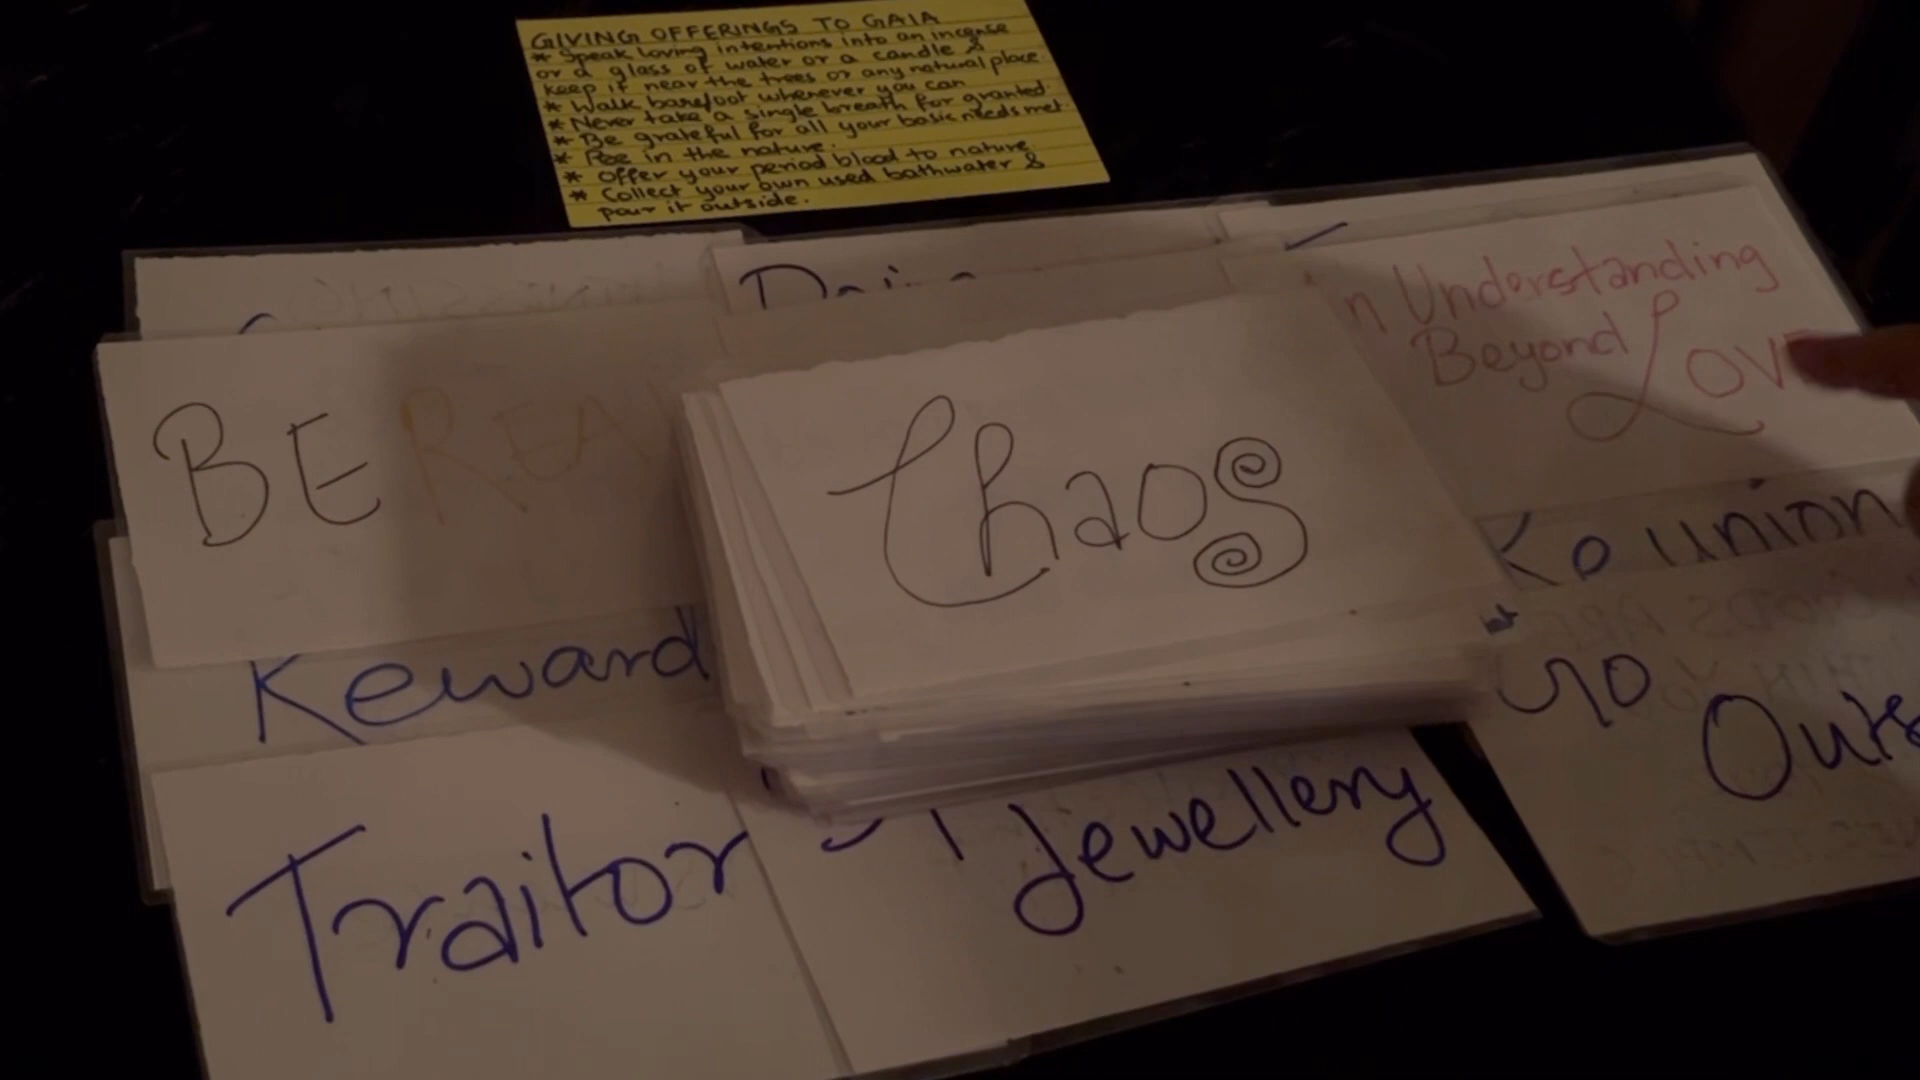 GIVING OFFERINGS TO GAIA
* Speak loving intentions into an incense
or a glass of water or a candle &
keep it near the trees or any natural place.
* Walk barefoot wherever you can
* Never take a single breath for granted.
* Be grateful for all your basic needs met.
* Pee in the nature.
* Offer your period blood to nature
* Collect your own used bathwater &
pour it outside.
Understanding
Beyond
LOVE
BE REA
Chaos
Reward
Go
Traitor
Jewellery